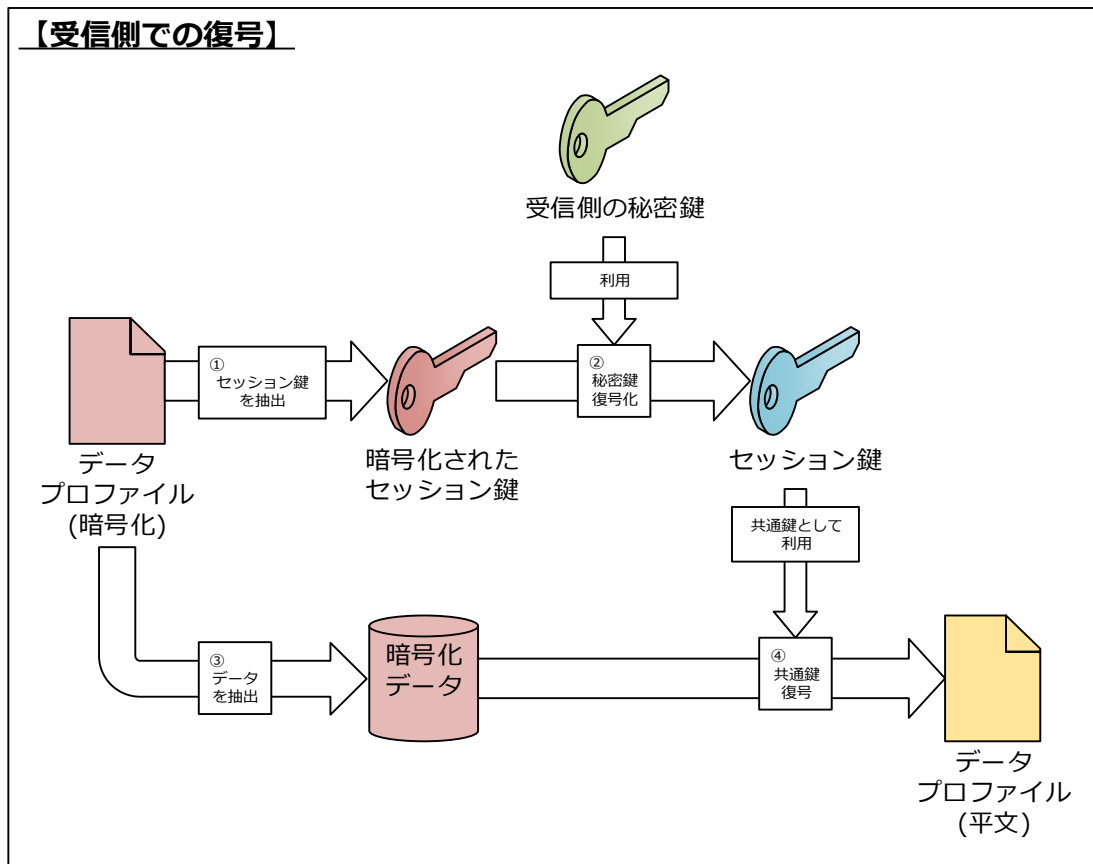 【受信側での復号】
受信側の秘密鍵
利用
①
セッション鍵
を抽出
②
秘密鍵
復号化
データ
プロファイル
(暗号化)
暗号化された
セッション鍵
セッション鍵
共通鍵として
利用
③
データ
を抽出
暗号化
データ
④
共通鍵
復号
データ
プロファイル
(平文)